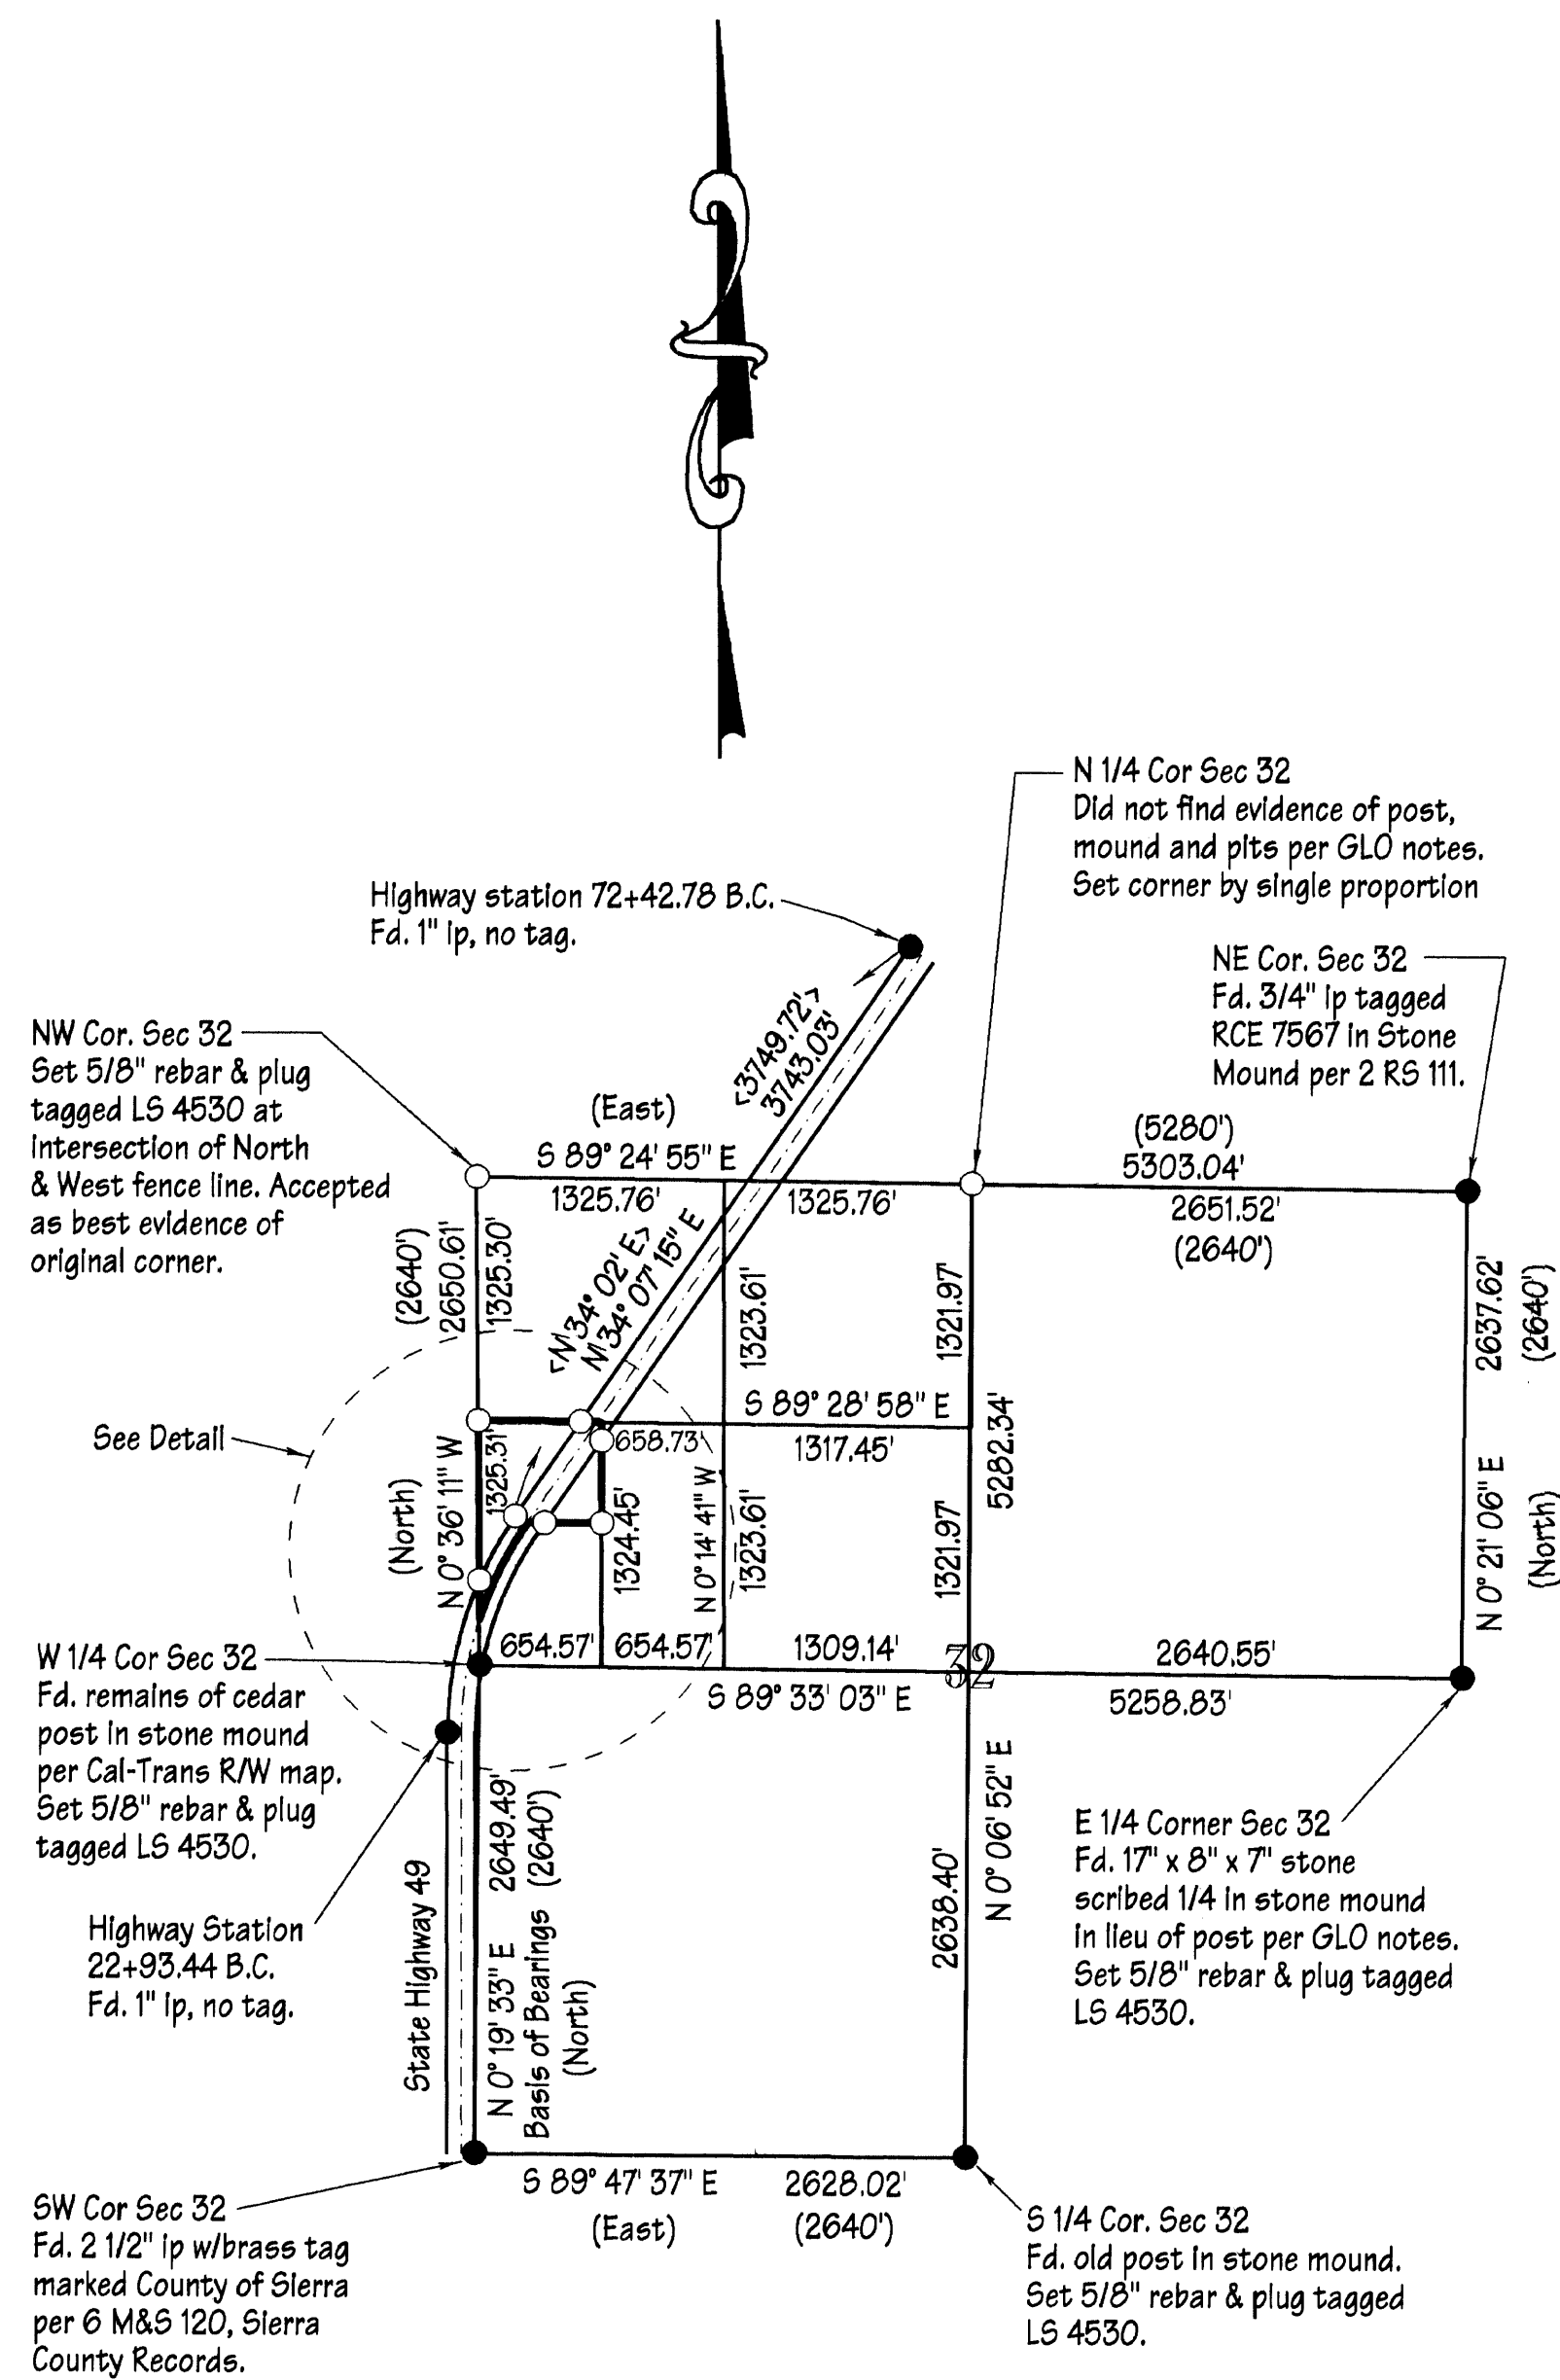 N 1/4 Cor Sec 32
Did not find evidence of post,
mound and pits per GLO notes.
Set corner by single proportion
Highway station 72+42.78 B.C.
Fd. 1" ip, no tag.
NE Cor. Sec 32
Fd. 3/4" ip tagged
RCE 7567 in Stone
Mound per 2 RS 111.
<3749.72'>
3743.03'
NW Cor. Sec 32
Set 5/8" rebar & plug
tagged LS 4530 at
intersection of North
& West fence line. Accepted
as best evidence of
original corner.
(East)
S 89° 24' 55" E
1325.76'
1325.76'
(5280')
5303.04'
2651.52'
(2640')
(2640')
2650.61'
1325.30'
<N 34° 02' E>
N 34° 07' 15" E
1323.61'
1321.97'
2637.62'
(2640')
See Detail
S 89° 28' 58" E
658.73'
1317.45'
5282.34'
(North)
N 0° 36' 11" W
1325.31'
1324.45'
N 0° 14' 41" W
1323.61'
1321.97'
N 0° 21' 06" E
(North)
W 1/4 Cor Sec 32
Fd. remains of cedar
post in stone mound
per Cal-Trans R/W map.
Set 5/8" rebar & plug
tagged LS 4530.
654.57'
654.57'
1309.14'
32
2640.55'
S 89° 33' 03" E
5258.83'
Highway Station
22+93.44 B.C.
Fd. 1" ip, no tag.
State Highway 49
N 0° 19' 33" E 2649.49'
Basis of Bearings (2640')
(North)
2638.40'
N 0° 06' 52" E
E 1/4 Corner Sec 32
Fd. 17" x 8" x 7" stone
scribed 1/4 in stone mound
in lieu of post per GLO notes.
Set 5/8" rebar & plug tagged
LS 4530.
S 89° 47' 37" E 2628.02'
(East) (2640')
SW Cor Sec 32
Fd. 2 1/2" ip w/brass tag
marked County of Sierra
per 6 M&S 120, Sierra
County Records.
S 1/4 Cor. Sec 32
Fd. old post in stone mound.
Set 5/8" rebar & plug tagged
LS 4530.